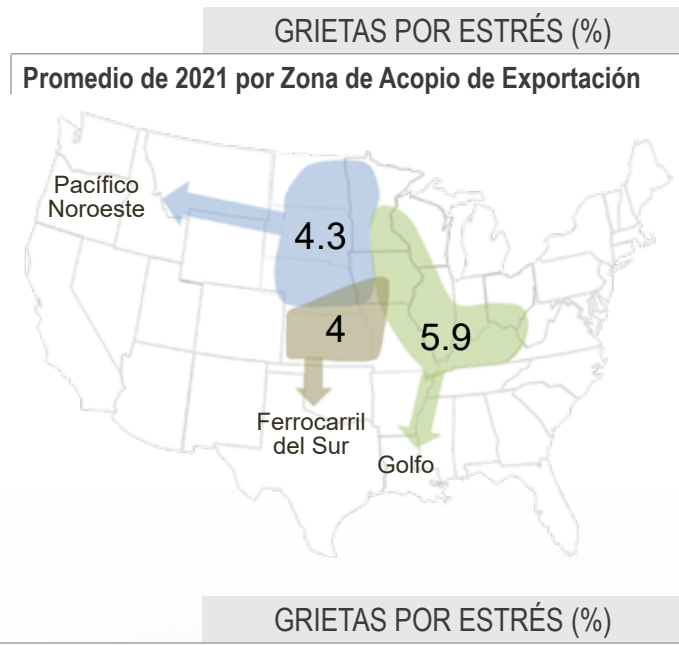 GRIETAS POR ESTRÉS (%)
Promedio de 2021 por Zona de Acopio de Exportación
Pacífico
Noroeste
4.3
4
5.9
Ferrocarril
del Sur
Golfo
GRIETAS POR ESTRÉS (%)